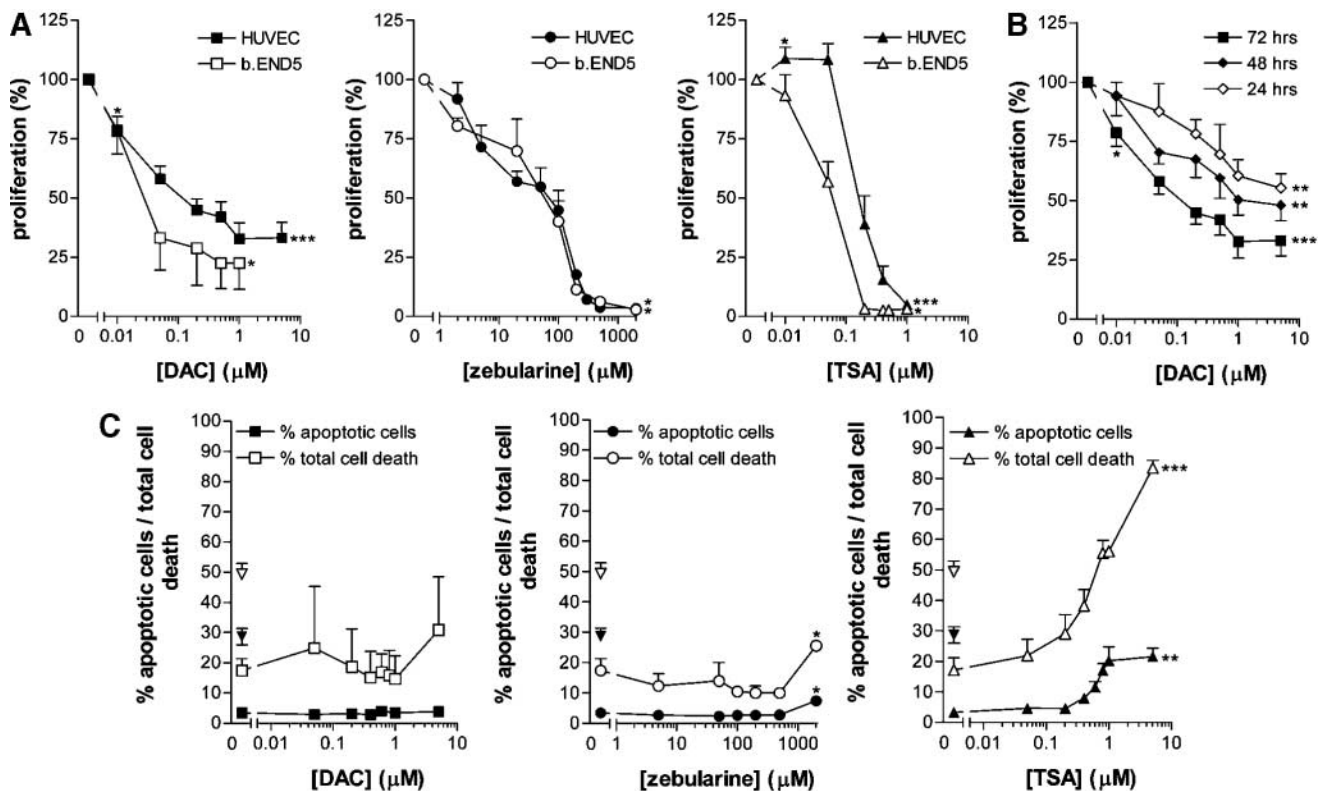 A
125
100
75
50
25
0
proliferation (%)
HUVEC
b.END5
*
***
*
0 0.01 0.1 1 10
[DAC] (μM)
125
100
75
50
25
0
proliferation (%)
HUVEC
b.END5
*
*
0 1 10 100 1000
[zebularine] (μM)
125
100
75
50
25
0
proliferation (%)
HUVEC
b.END5
*
***
*
0 0.01 0.1 1 10
[TSA] (μM)
B
125
100
75
50
25
0
proliferation (%)
72 hrs
48 hrs
24 hrs
*
**
**
***
0 0.01 0.1 1 10
[DAC] (μM)
C
100
90
80
70
60
50
40
30
20
10
0
% apoptotic cells / total cell
death
% apoptotic cells
% total cell death
0 0.01 0.1 1 10
[DAC] (μM)
100
90
80
70
60
50
40
30
20
10
0
% apoptotic cells / total cell
death
% apoptotic cells
% total cell death
*
*
0 1 10 100 1000
[zebularine] (μM)
100
90
80
70
60
50
40
30
20
10
0
% apoptotic cells / total cell
death
% apoptotic cells
% total cell death
***
**
0 0.01 0.1 1 10
[TSA] (μM)